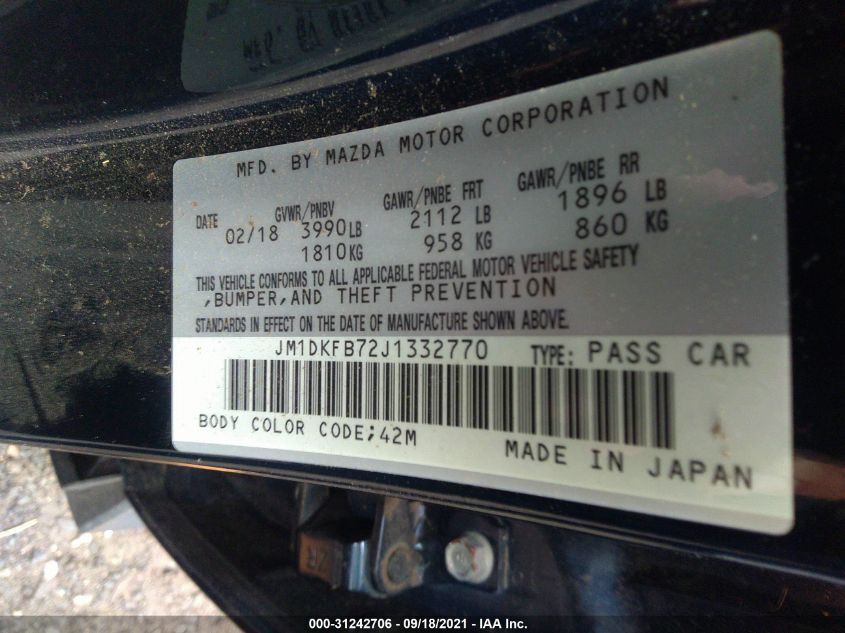 MFD. BY MAZDA MOTOR CORPORATION
DATE GVWR/PNBV GAWR/PNBE FRT GAWR/PNBE RR
02/18 3990LB 2112 LB 1896 LB
1810KG 958 KG 860 KG
THIS VEHICLE CONFORMS TO ALL APPLICABLE FEDERAL MOTOR VEHICLE SAFETY
,BUMPER,AND THEFT PREVENTION
STANDARDS IN EFFECT ON THE DATE OF MANUFACTURE SHOWN ABOVE.
JM1DKFB72J1332770 TYPE: PASS CAR
BODY COLOR CODE;42M
MADE IN JAPAN
000-31242706 - 09/18/2021 - IAA Inc.